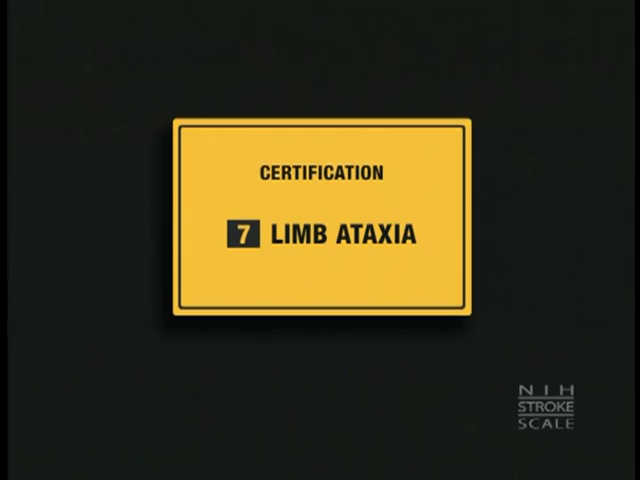 CERTIFICATION
7 LIMB ATAXIA
NIH
STROKE
SCALE